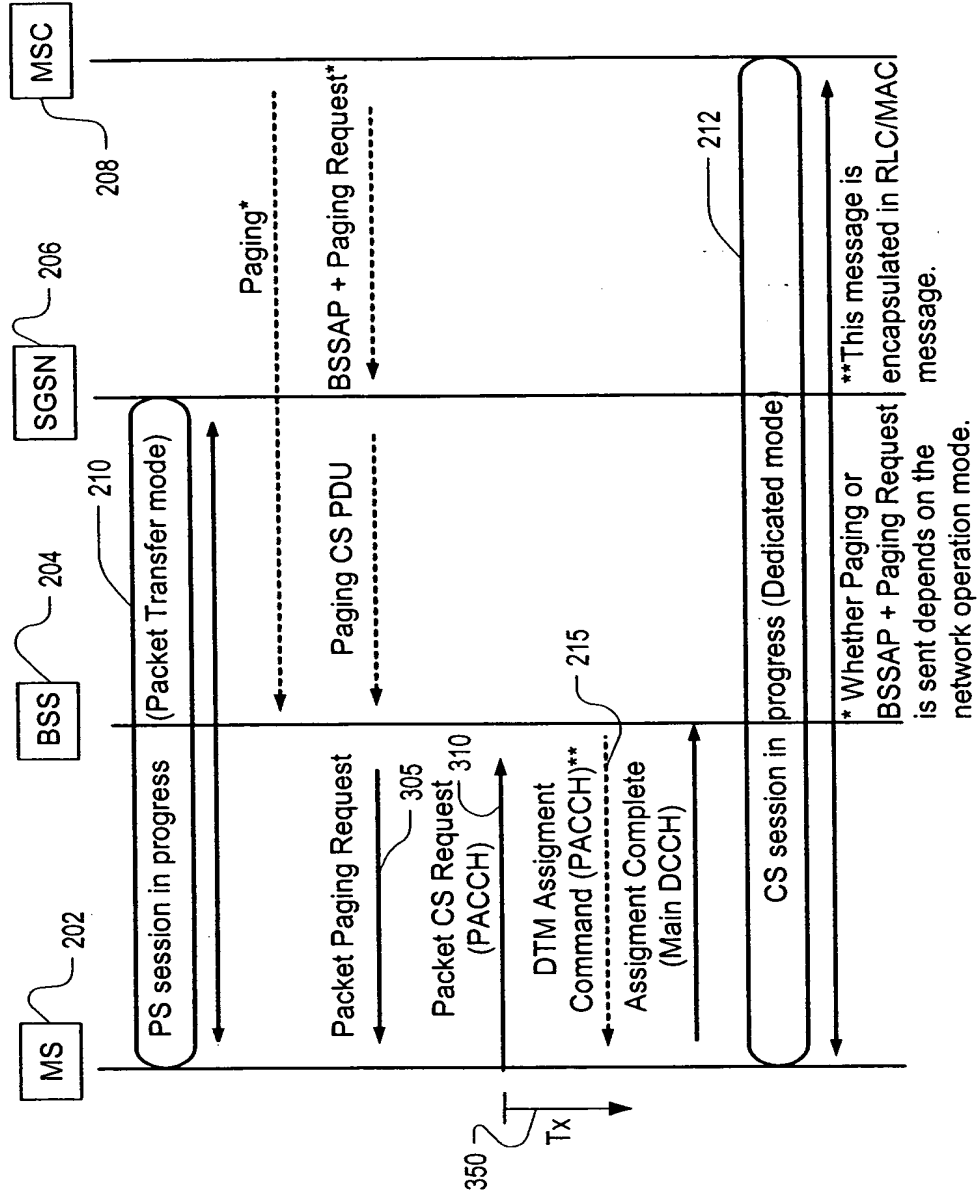 MS
202
BSS
204
SGSN
206
MSC
208
PS session in progress (Packet Transfer mode)
210
Paging*
BSSAP + Paging Request*
Paging CS PDU
Packet Paging Request
305
Packet CS Request
(PACCH)
310
350
Tx
DTM Assigment
Command (PACCH)**
215
Assigment Complete
(Main DCCH)
212
CS session in progress (Dedicated mode)
* Whether Paging or
BSSAP + Paging Request
is sent depends on the
network operation mode.
**This message is
encapsulated in RLC/MAC
message.